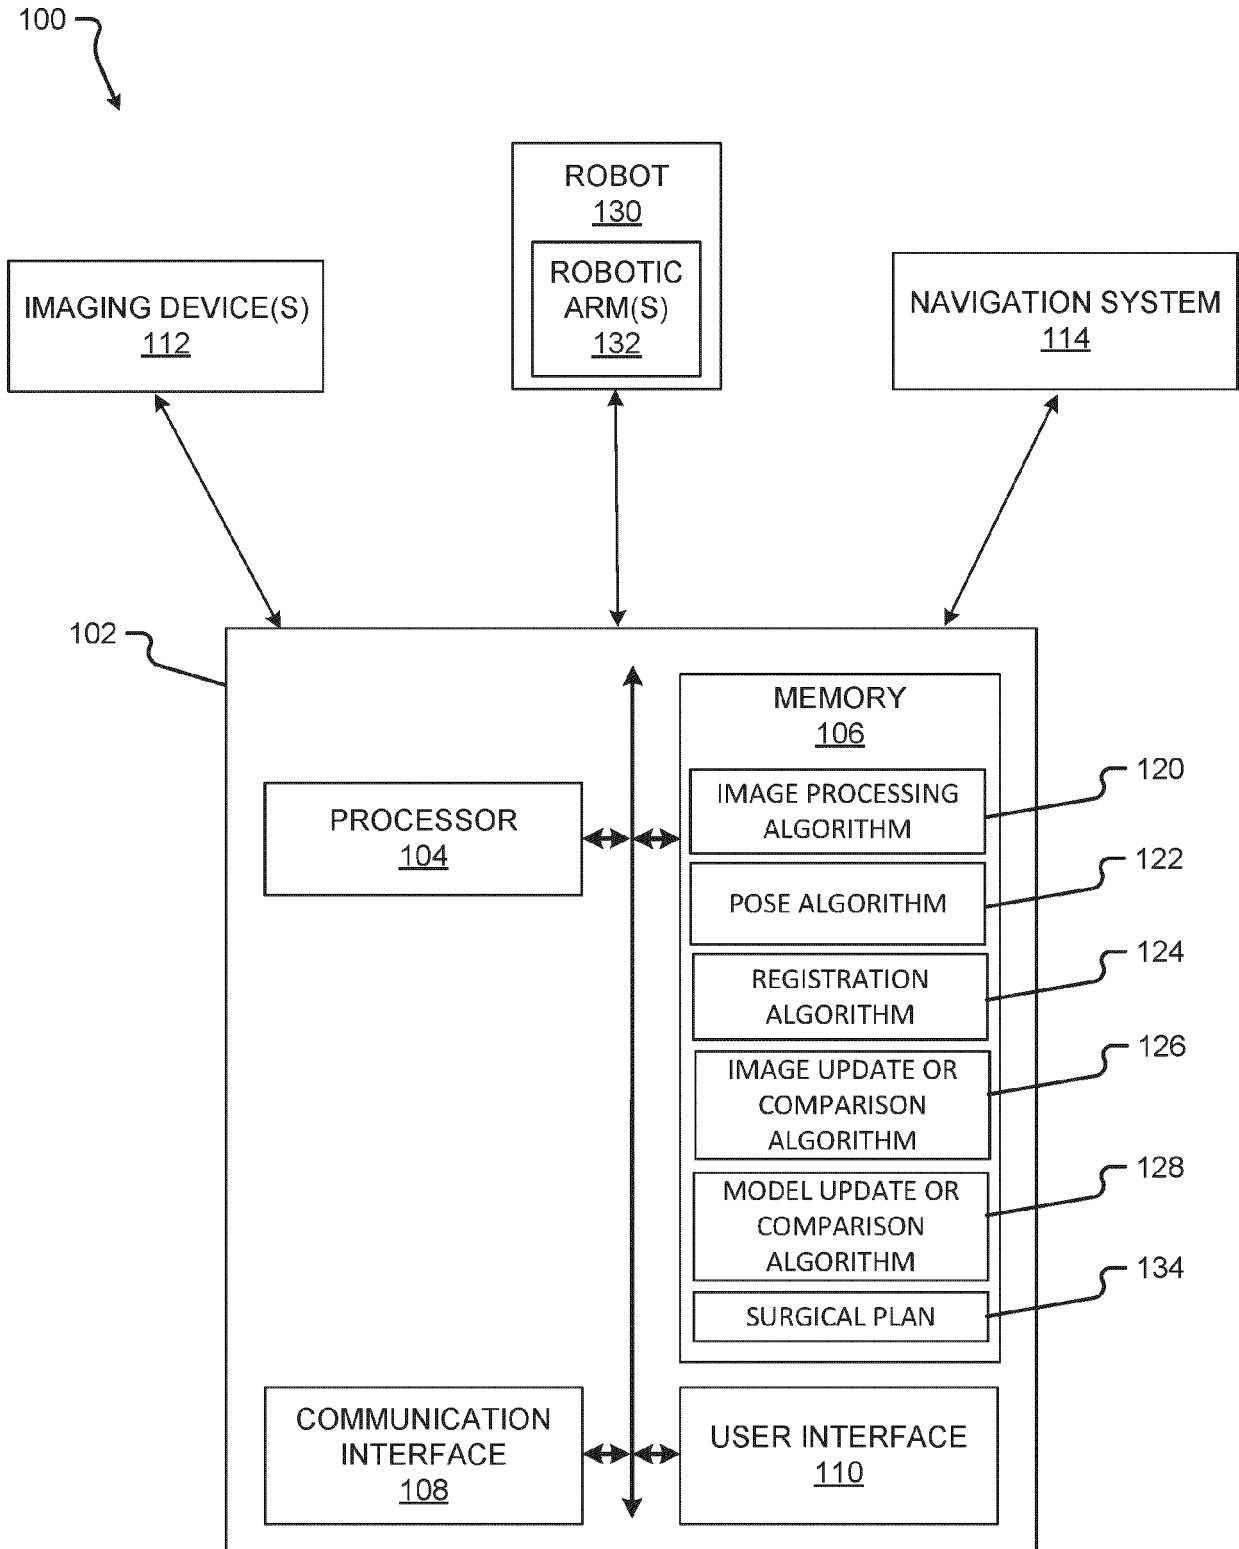 100
ROBOT
130
ROBOTIC
ARM(S)
132
IMAGING DEVICE(S)
112
NAVIGATION SYSTEM
114
102
MEMORY
106
PROCESSOR
104
IMAGE PROCESSING
ALGORITHM
120
POSE ALGORITHM
122
REGISTRATION
ALGORITHM
124
IMAGE UPDATE OR
COMPARISON
ALGORITHM
126
MODEL UPDATE OR
COMPARISON
ALGORITHM
128
SURGICAL PLAN
134
COMMUNICATION
INTERFACE
108
USER INTERFACE
110